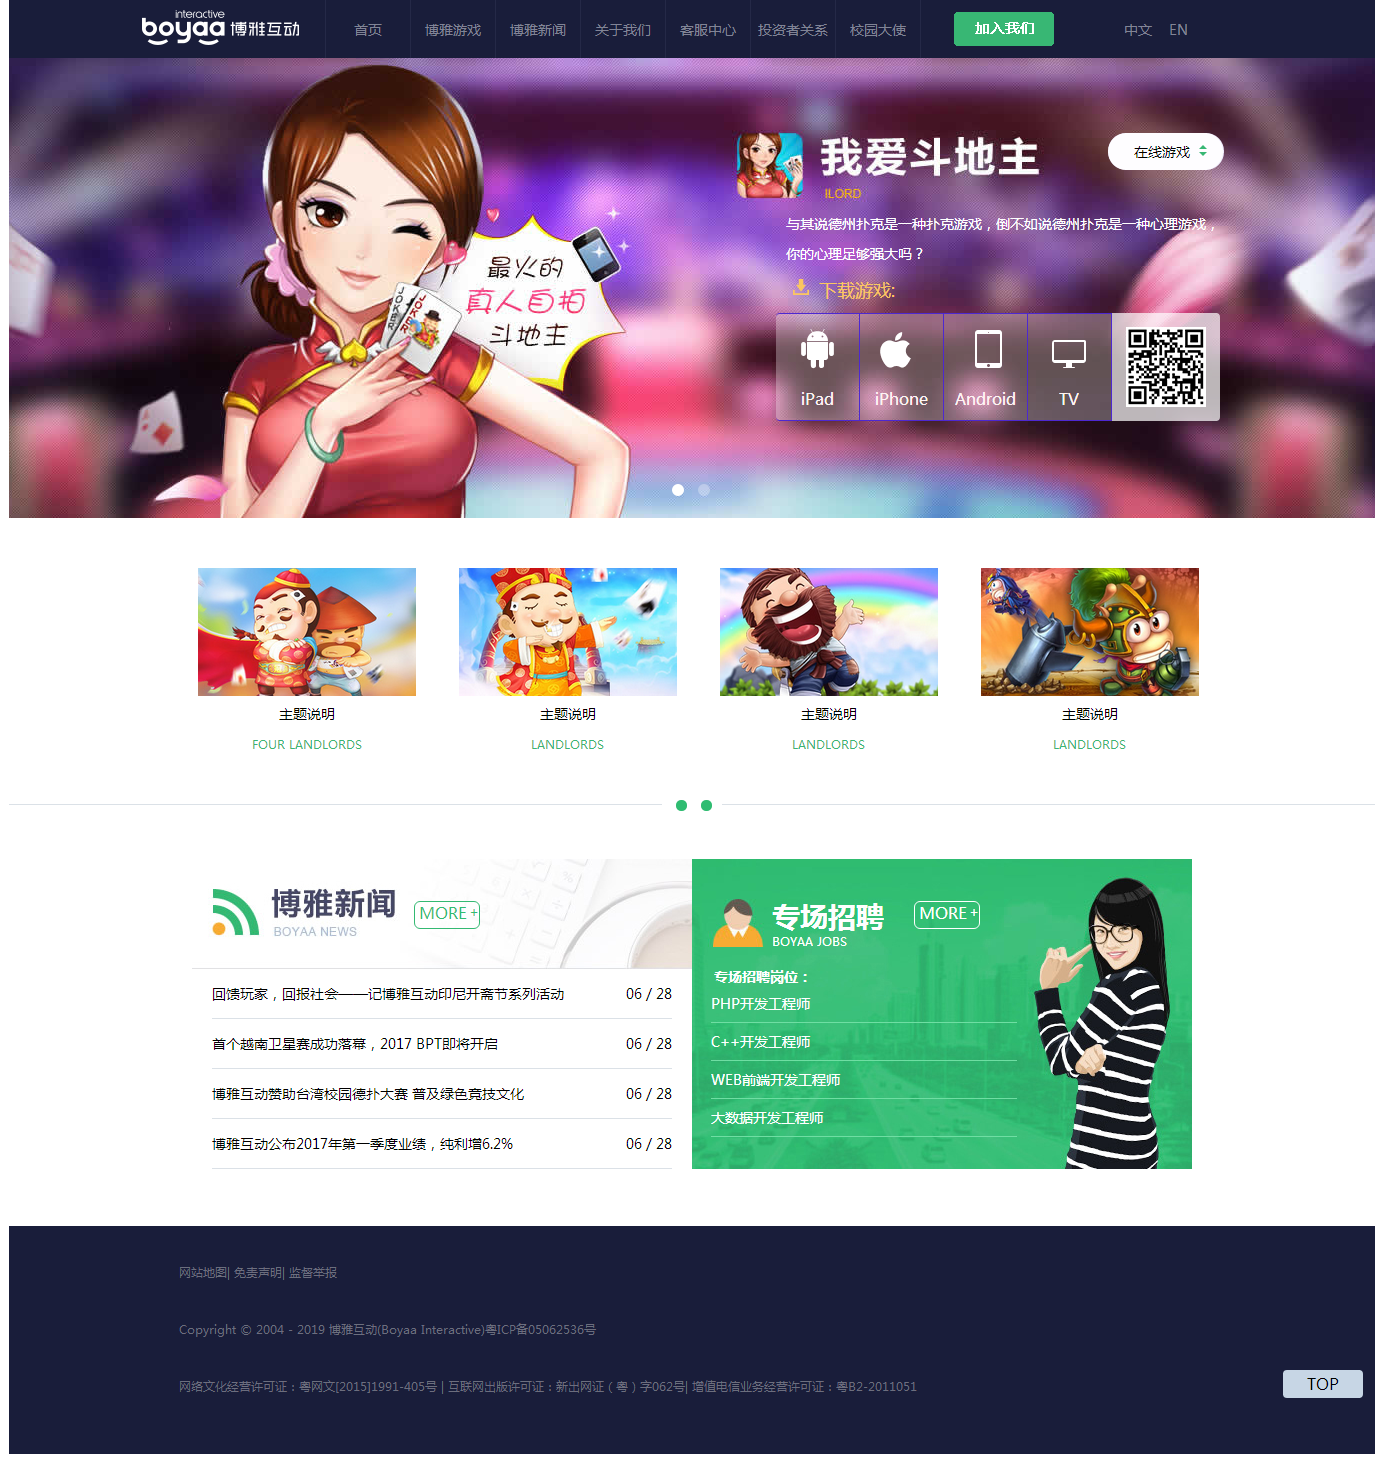 interactive
boyaa 博雅互动
首页 博雅游戏 博雅新闻 关于我们 客服中心 投资者关系 校园大使 加入我们 中文 EN
我爱斗地主
ILORD
在线游戏
与其说德州扑克是一种扑克游戏，倒不如说德州扑克是一种心理游戏，
你的心理足够强大吗？
下载游戏:
iPad iPhone Android TV
最火的
真人自拍
斗地主
JOKER
JOKER
主题说明 主题说明 主题说明 主题说明
FOUR LANDLORDS LANDLORDS LANDLORDS LANDLORDS
博雅新闻 MORE +
BOYAA NEWS
回馈玩家，回报社会——记博雅互动印尼开斋节系列活动 06 / 28
首个越南卫星赛成功落幕，2017 BPT即将开启 06 / 28
博雅互动赞助台湾校园德扑大赛 普及绿色竞技文化 06 / 28
博雅互动公布2017年第一季度业绩，纯利增6.2% 06 / 28
专场招聘 MORE +
BOYAA JOBS
专场招聘岗位：
PHP开发工程师
C++开发工程师
WEB前端开发工程师
大数据开发工程师
网站地图| 免责声明| 监督举报
Copyright © 2004 - 2019 博雅互动(Boyaa Interactive)粤ICP备05062536号
网络文化经营许可证：粤网文[2015]1991-405号 | 互联网出版许可证：新出网证（粤）字062号| 增值电信业务经营许可证：粤B2-2011051
TOP